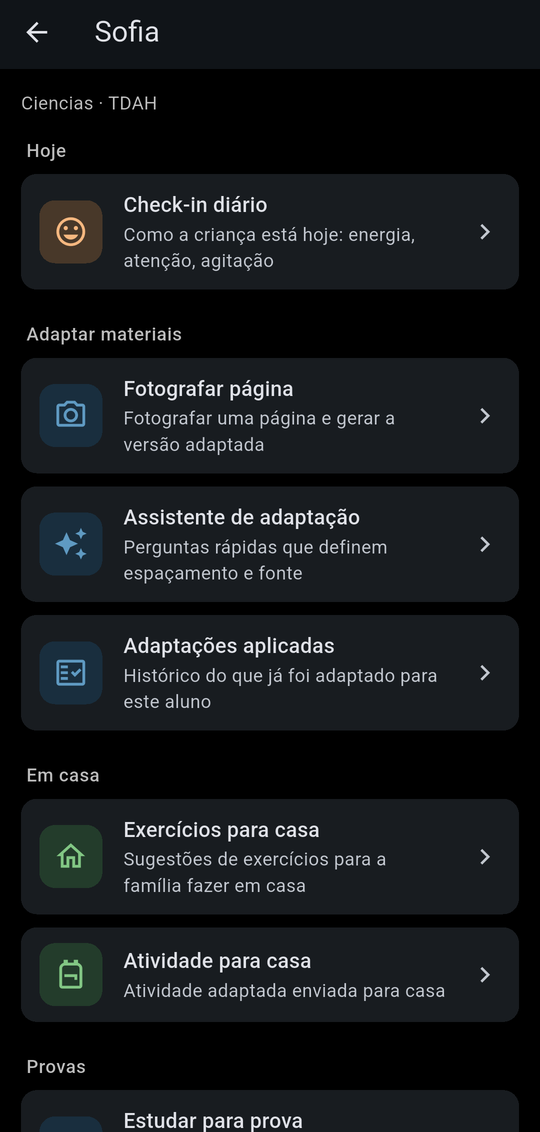 Sofia
Ciencias · TDAH
Hoje
Check-in diário
Como a criança está hoje: energia,
atenção, agitação
Adaptar materiais
Fotografar página
Fotografar uma página e gerar a
versão adaptada
Assistente de adaptação
Perguntas rápidas que definem
espaçamento e fonte
Adaptações aplicadas
Histórico do que já foi adaptado para
este aluno
Em casa
Exercícios para casa
Sugestões de exercícios para a
família fazer em casa
Atividade para casa
Atividade adaptada enviada para casa
Provas
Estudar para prova